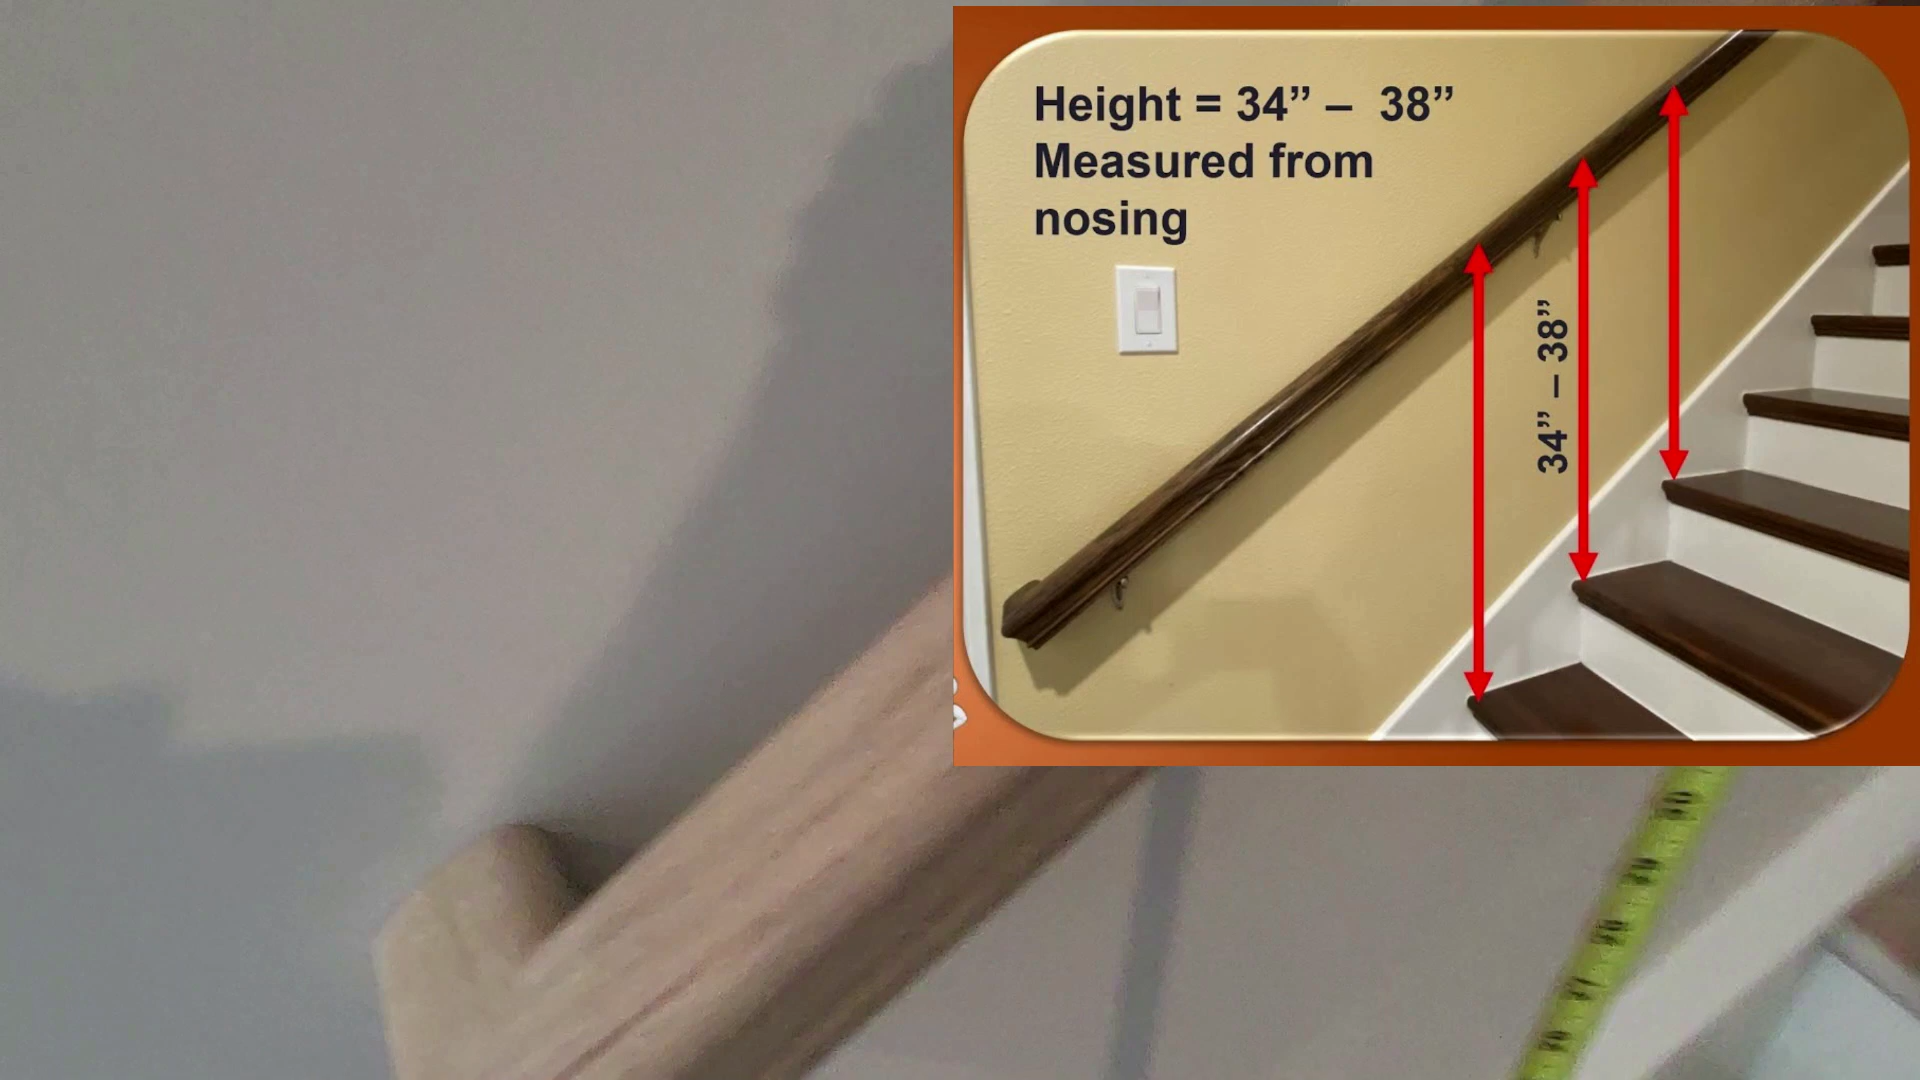 Height = 34” – 38”
Measured from
nosing
34” – 38”